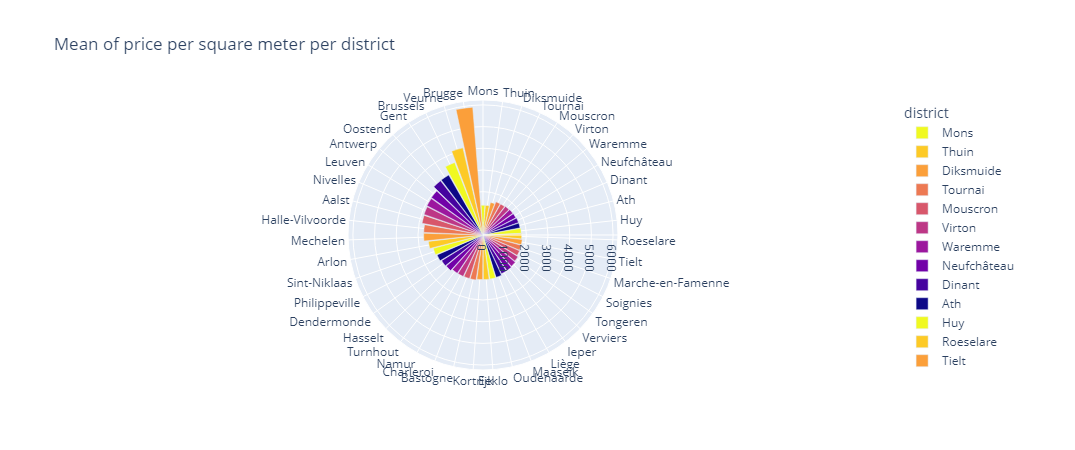 Mean of price per square meter per district
Mons
Thuin
Diksmuide
Tournai
Mouscron
Virton
Waremme
Neufchâteau
Dinant
Ath
Huy
Roeselare
Tielt
Marche-en-Famenne
Soignies
Tongeren
Verviers
Ieper
Liège
Maaseik
Oudenaarde
Eeklo
Kortrijk
Bastogne
Charleroi
Namur
Turnhout
Hasselt
Dendermonde
Philippeville
Sint-Niklaas
Arlon
Mechelen
Halle-Vilvoorde
Aalst
Nivelles
Leuven
Antwerp
Oostend
Gent
Brussels
Veurne
Brugge
0
1000
2000
3000
4000
5000
6000
district
Mons
Thuin
Diksmuide
Tournai
Mouscron
Virton
Waremme
Neufchâteau
Dinant
Ath
Huy
Roeselare
Tielt